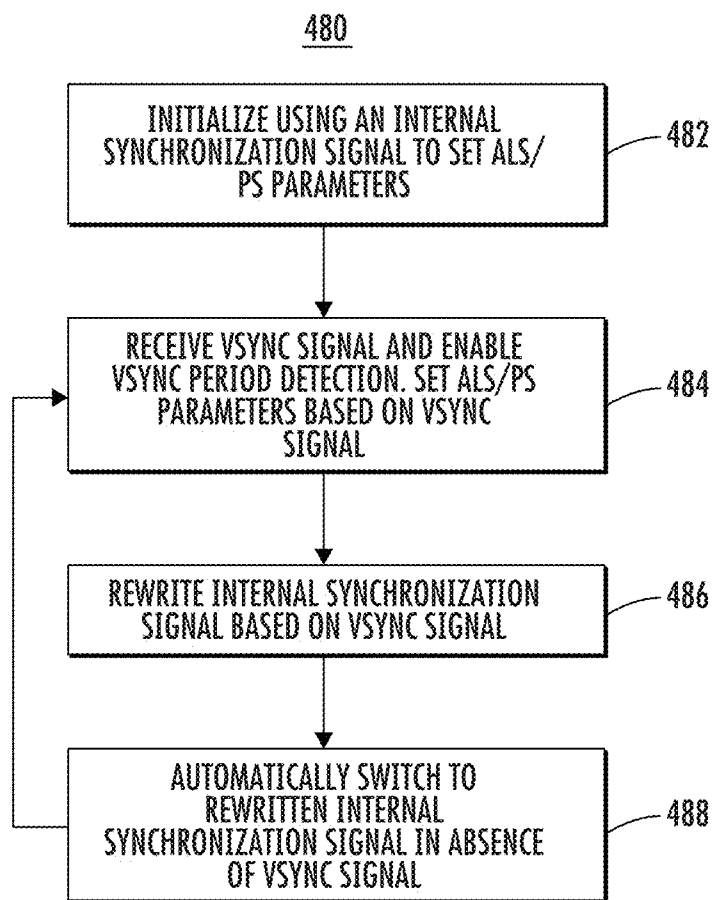 480
INITIALIZE USING AN INTERNAL
SYNCHRONIZATION SIGNAL TO SET ALS/
PS PARAMETERS
482
RECEIVE VSYNC SIGNAL AND ENABLE
VSYNC PERIOD DETECTION. SET ALS/PS
PARAMETERS BASED ON VSYNC
SIGNAL
484
REWRITE INTERNAL SYNCHRONIZATION
SIGNAL BASED ON VSYNC SIGNAL
486
AUTOMATICALLY SWITCH TO
REWRITTEN INTERNAL
SYNCHRONIZATION SIGNAL IN ABSENCE
OF VSYNC SIGNAL
488